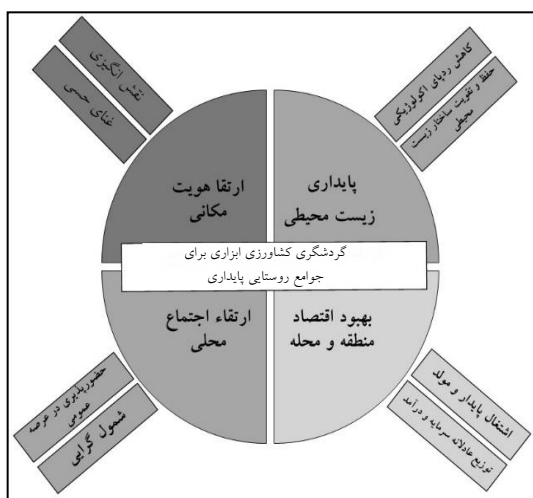 نقش انگیزی
غنای حسی
کاهش ردپای اکولوژیکی
حفظ و تقویت ساختار زیست
محیطی
ارتقا هویت
مکانی
پایداری
زیست محیطی
گردشگری کشاورزی ابزاری برای
جوامع روستایی پایداری
ارتقاء اجتماع
محلی
بهبود اقتصاد
منطقه و محله
حضورپذیری در عرصه
عمومی
شمول گرایی
اشتغال پایدار و مولد
توزیع عادلانه سرمایه و درآمد